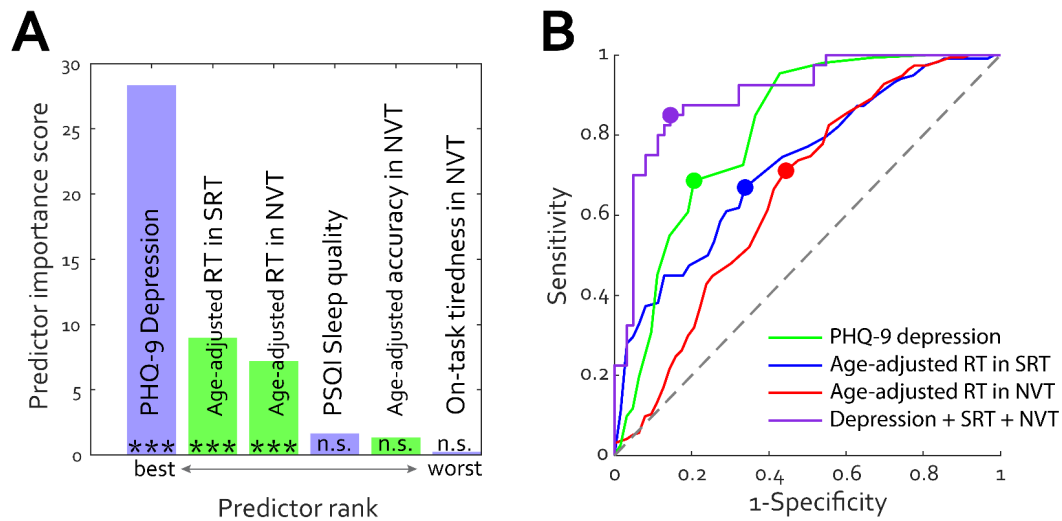 A
Predictor importance score
30
25
20
15
10
5
0
PHQ-9 Depression
Age-adjusted RT in SRT
Age-adjusted RT in NVT
PSQI Sleep quality
Age-adjusted accuracy in NVT
On-task tiredness in NVT
***
***
***
n.s.
n.s.
n.s.
best
worst
Predictor rank
B
Sensitivity
1
0.8
0.6
0.4
0.2
0
PHQ-9 depression
Age-adjusted RT in SRT
Age-adjusted RT in NVT
Depression + SRT + NVT
0
0.2
0.4
0.6
0.8
1
1-Specificity